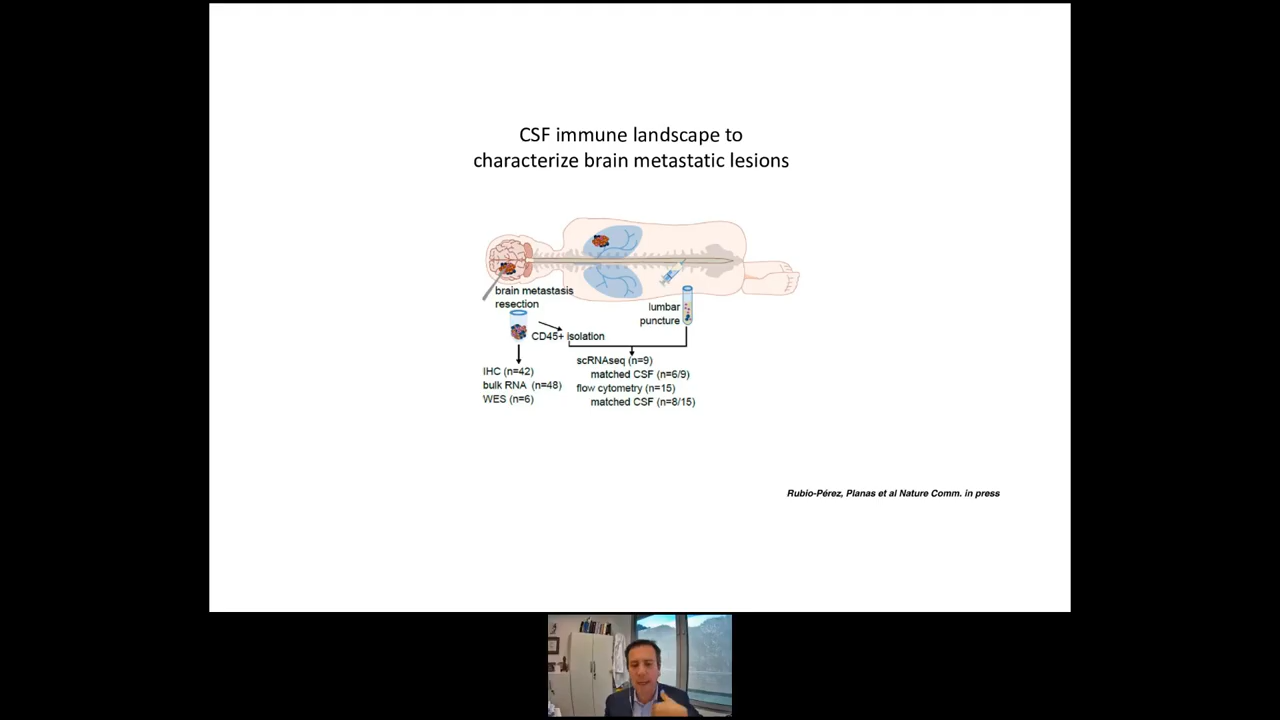 CSF immune landscape to
characterize brain metastatic lesions
brain metastasis
resection
lumbar
puncture
CD45+ isolation
IHC (n=42)
bulk RNA (n=48)
WES (n=6)
scRNAseq (n=9)
matched CSF (n=6/9)
flow cytometry (n=15)
matched CSF (n=8/15)
Rubio-Pérez, Planas et al Nature Comm. in press